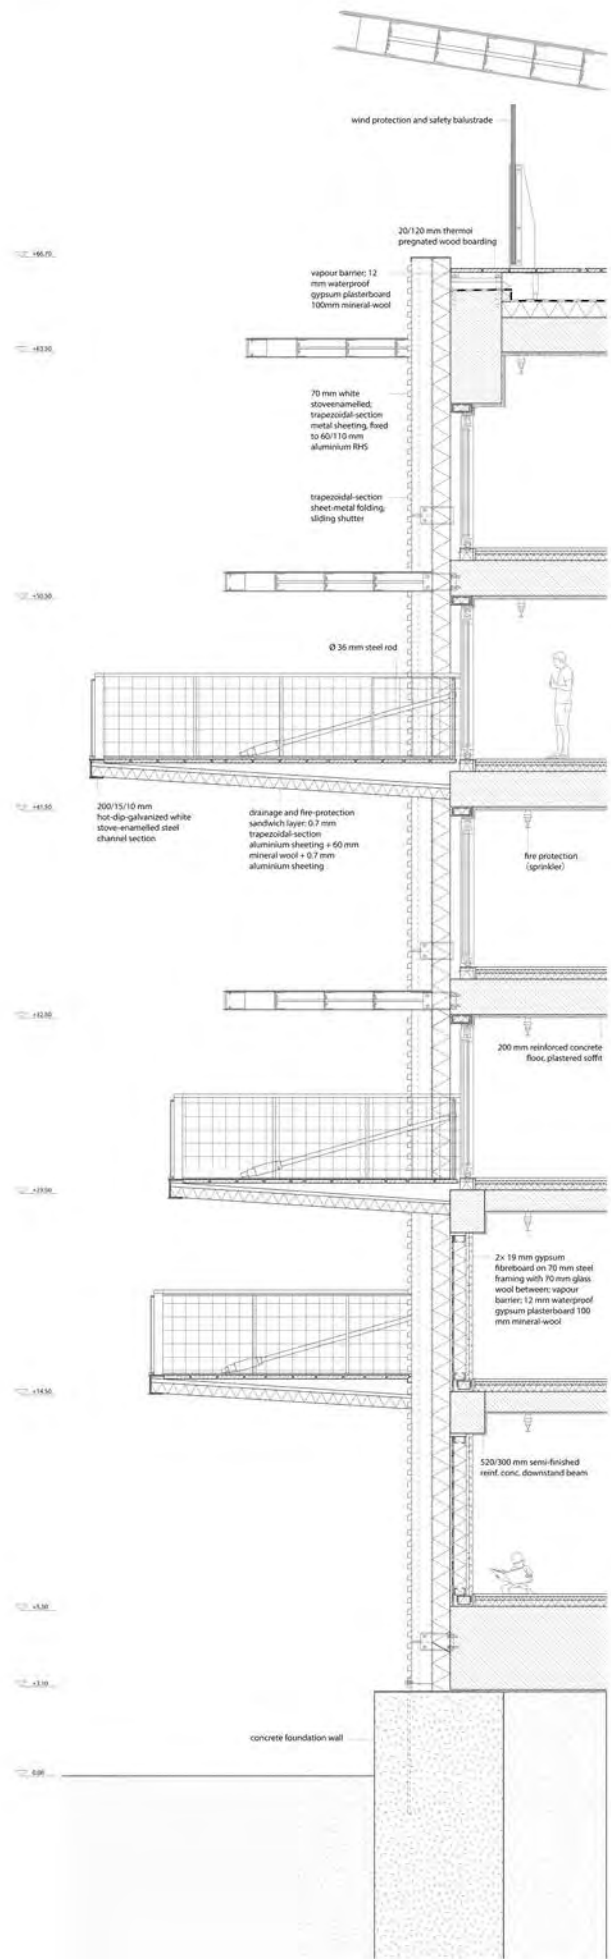 wind protection and safety balustrade
20/120 mm thermoi
pregnated wood boarding
+66,70
vapour barrier; 12
mm waterproof
gypsum plasterboard
100mm mineral-wool
70 mm white
stoveenamelled;
trapezoidal-section
metal sheeting, fixed
to 60/110 mm
aluminium RHS
trapezoidal-section
sheet-metal folding;
sliding shutter
Ø 36 mm steel rod
200/15/10 mm
hot-dip-galvanized white
stove-enamelled steel
channel section
drainage and fire-protection
sandwich layer: 0.7 mm
trapezoidal-section
aluminium sheeting + 60 mm
mineral wool + 0.7 mm
aluminium sheeting
fire protection
(sprinkler)
200 mm reinforced concrete
floor, plastered soffit
2× 19 mm gypsum
fibreboard on 70 mm steel
framing with 70 mm glass
wool between; vapour
barrier; 12 mm waterproof
gypsum plasterboard 100
mm mineral-wool
+14,50
520/300 mm semi-finished
reinf. conc. downstand beam
+3,10
concrete foundation wall
0,00